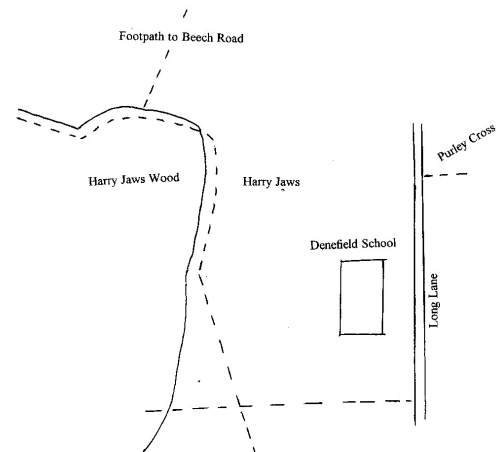 Footpath to Beech Road
Purley Cross
Harry Jaws Wood
Harry Jaws
Denefield School
Long Lane